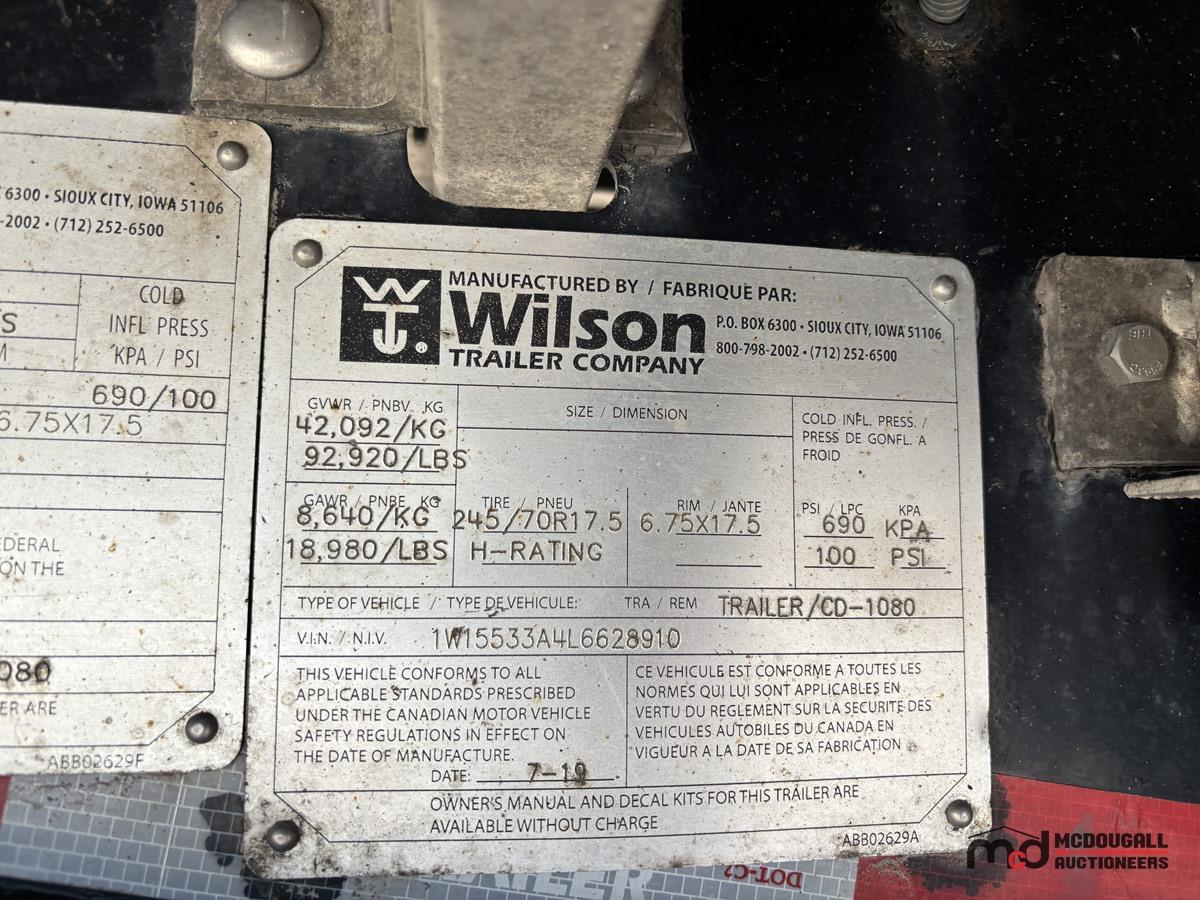 6300 • SIOUX CITY, IOWA 51106
-2002 • (712) 252-6500
COLD
INFL PRESS
KPA / PSI
690/100
6.75X17.5
EDERAL
ON THE
080
ER ARE
ABB02629F
MANUFACTURED BY / FABRIQUE PAR:
Wilson
TRAILER COMPANY
P.O. BOX 6300 • SIOUX CITY, IOWA 51106
800-798-2002 • (712) 252-6500
GVWR / PNBV KG
42,092/KG
92,920/LBS
SIZE / DIMENSION
COLD INFL. PRESS. /
PRESS DE GONFL. A
FROID
GAWR / PNBE KG
8,640/KG
18,980/LBS
TIRE / PNEU
245/70R17.5
H-RATING
RIM / JANTE
6.75X17.5
PSI / LPC KPA
690 KPA
100 PSI
TYPE OF VEHICLE / TYPE DE VEHICULE: TRA / REM TRAILER/CD-1080
V.I.N. / N.I.V. 1W15533A4L6628910
THIS VEHICLE CONFORMS TO ALL
APPLICABLE STANDARDS PRESCRIBED
UNDER THE CANADIAN MOTOR VEHICLE
SAFETY REGULATIONS IN EFFECT ON
THE DATE OF MANUFACTURE.
DATE: 7-19
CE VEHICULE EST CONFORME A TOUTES LES
NORMES QUI LUI SONT APPLICABLES EN
VERTU DU REGLEMENT SUR LA SECURITE DES
VEHICULES AUTOBILES DU CANADA EN
VIGUEUR A LA DATE DE SA FABRICATION
OWNER'S MANUAL AND DECAL KITS FOR THIS TRAILER ARE
AVAILABLE WITHOUT CHARGE
ABB02629A
DOT-C2
md MCDOUGALL
AUCTIONEERS